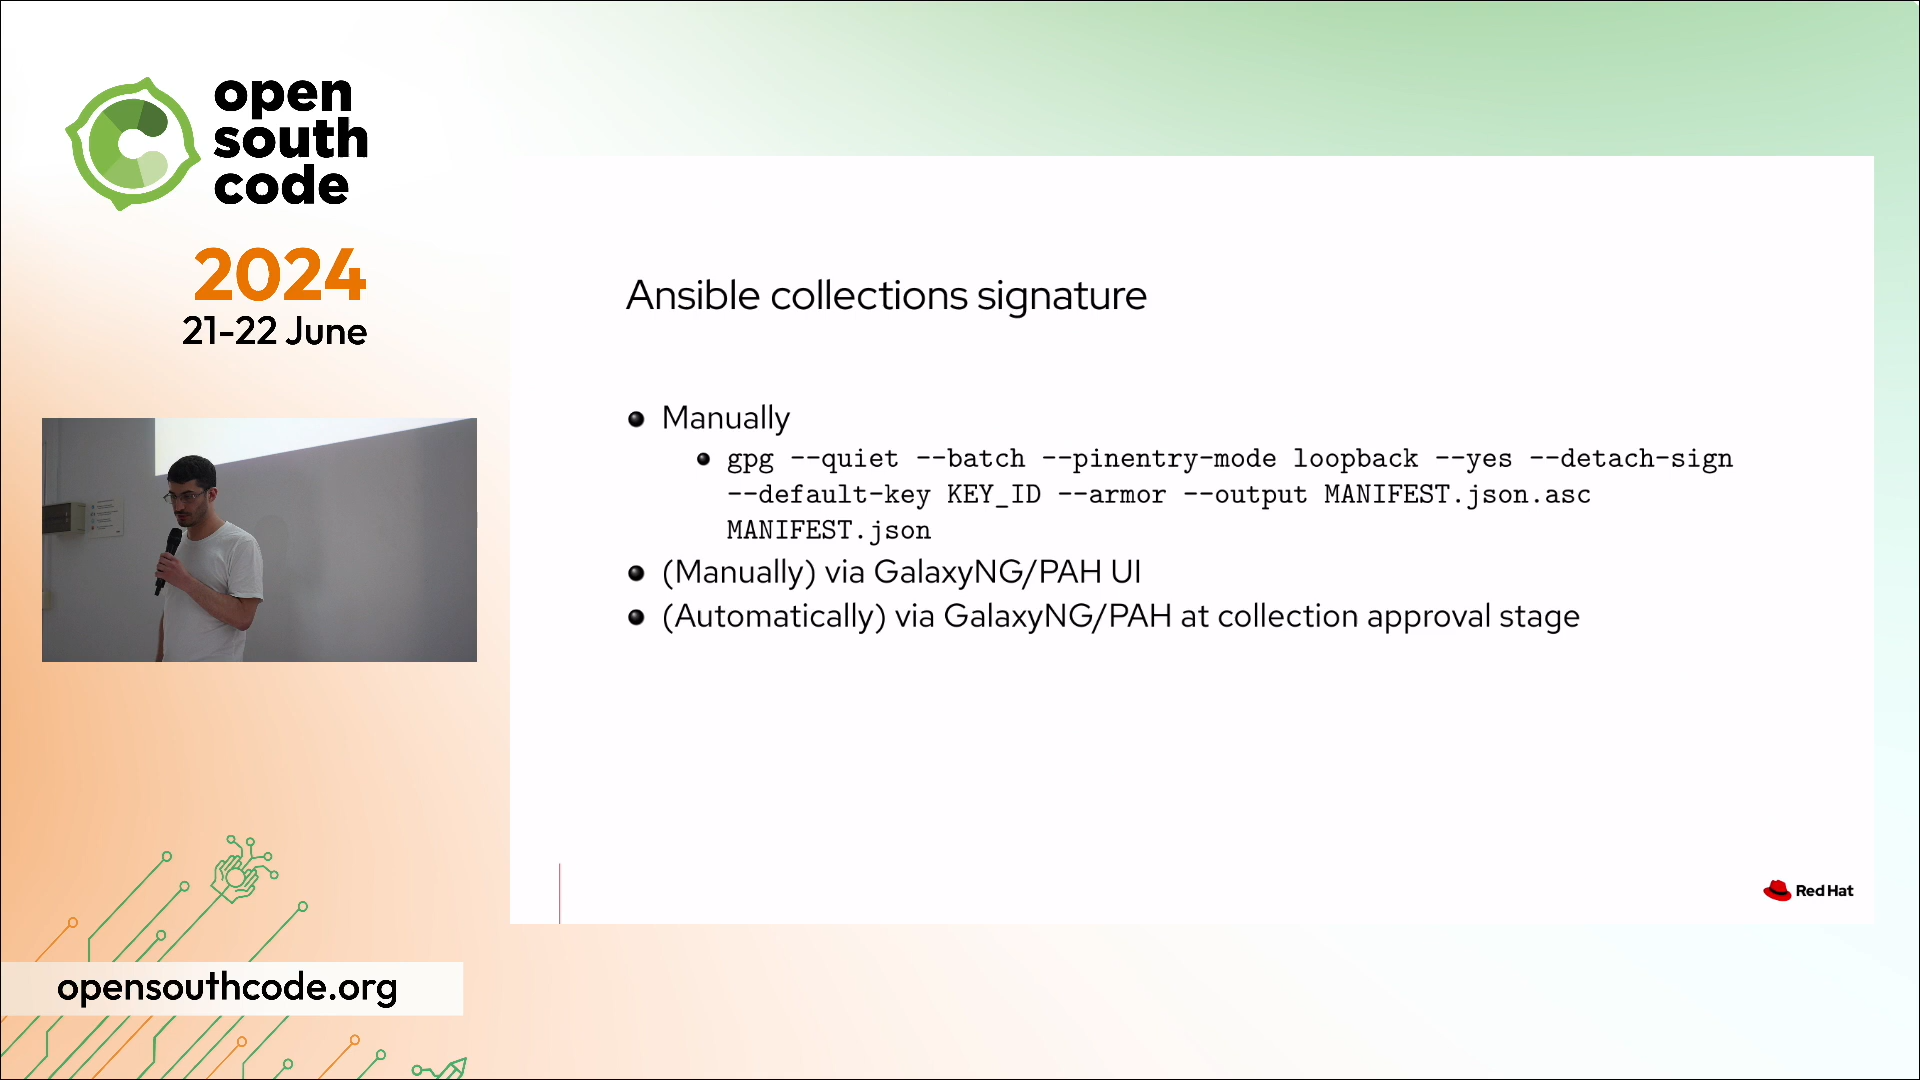 open
south
code
2024
21-22 June
Ansible collections signature
Manually
gpg --quiet --batch --pinentry-mode loopback --yes --detach-sign
--default-key KEY_ID --armor --output MANIFEST.json.asc
MANIFEST.json
(Manually) via GalaxyNG/PAH UI
(Automatically) via GalaxyNG/PAH at collection approval stage
Red Hat
opensouthcode.org